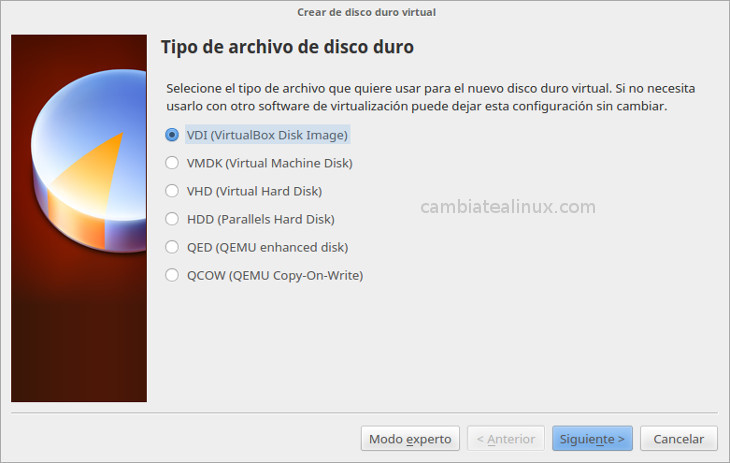 Crear de disco duro virtual
Tipo de archivo de disco duro
Selecione el tipo de archivo que quiere usar para el nuevo disco duro virtual. Si no necesita
usarlo con otro software de virtualización puede dejar esta configuración sin cambiar.
VDI (VirtualBox Disk Image)
VMDK (Virtual Machine Disk)
VHD (Virtual Hard Disk)
cambiatealinux.com
HDD (Parallels Hard Disk)
QED (QEMU enhanced disk)
QCOW (QEMU Copy-On-Write)
Modo experto < Anterior Siguiente > Cancelar